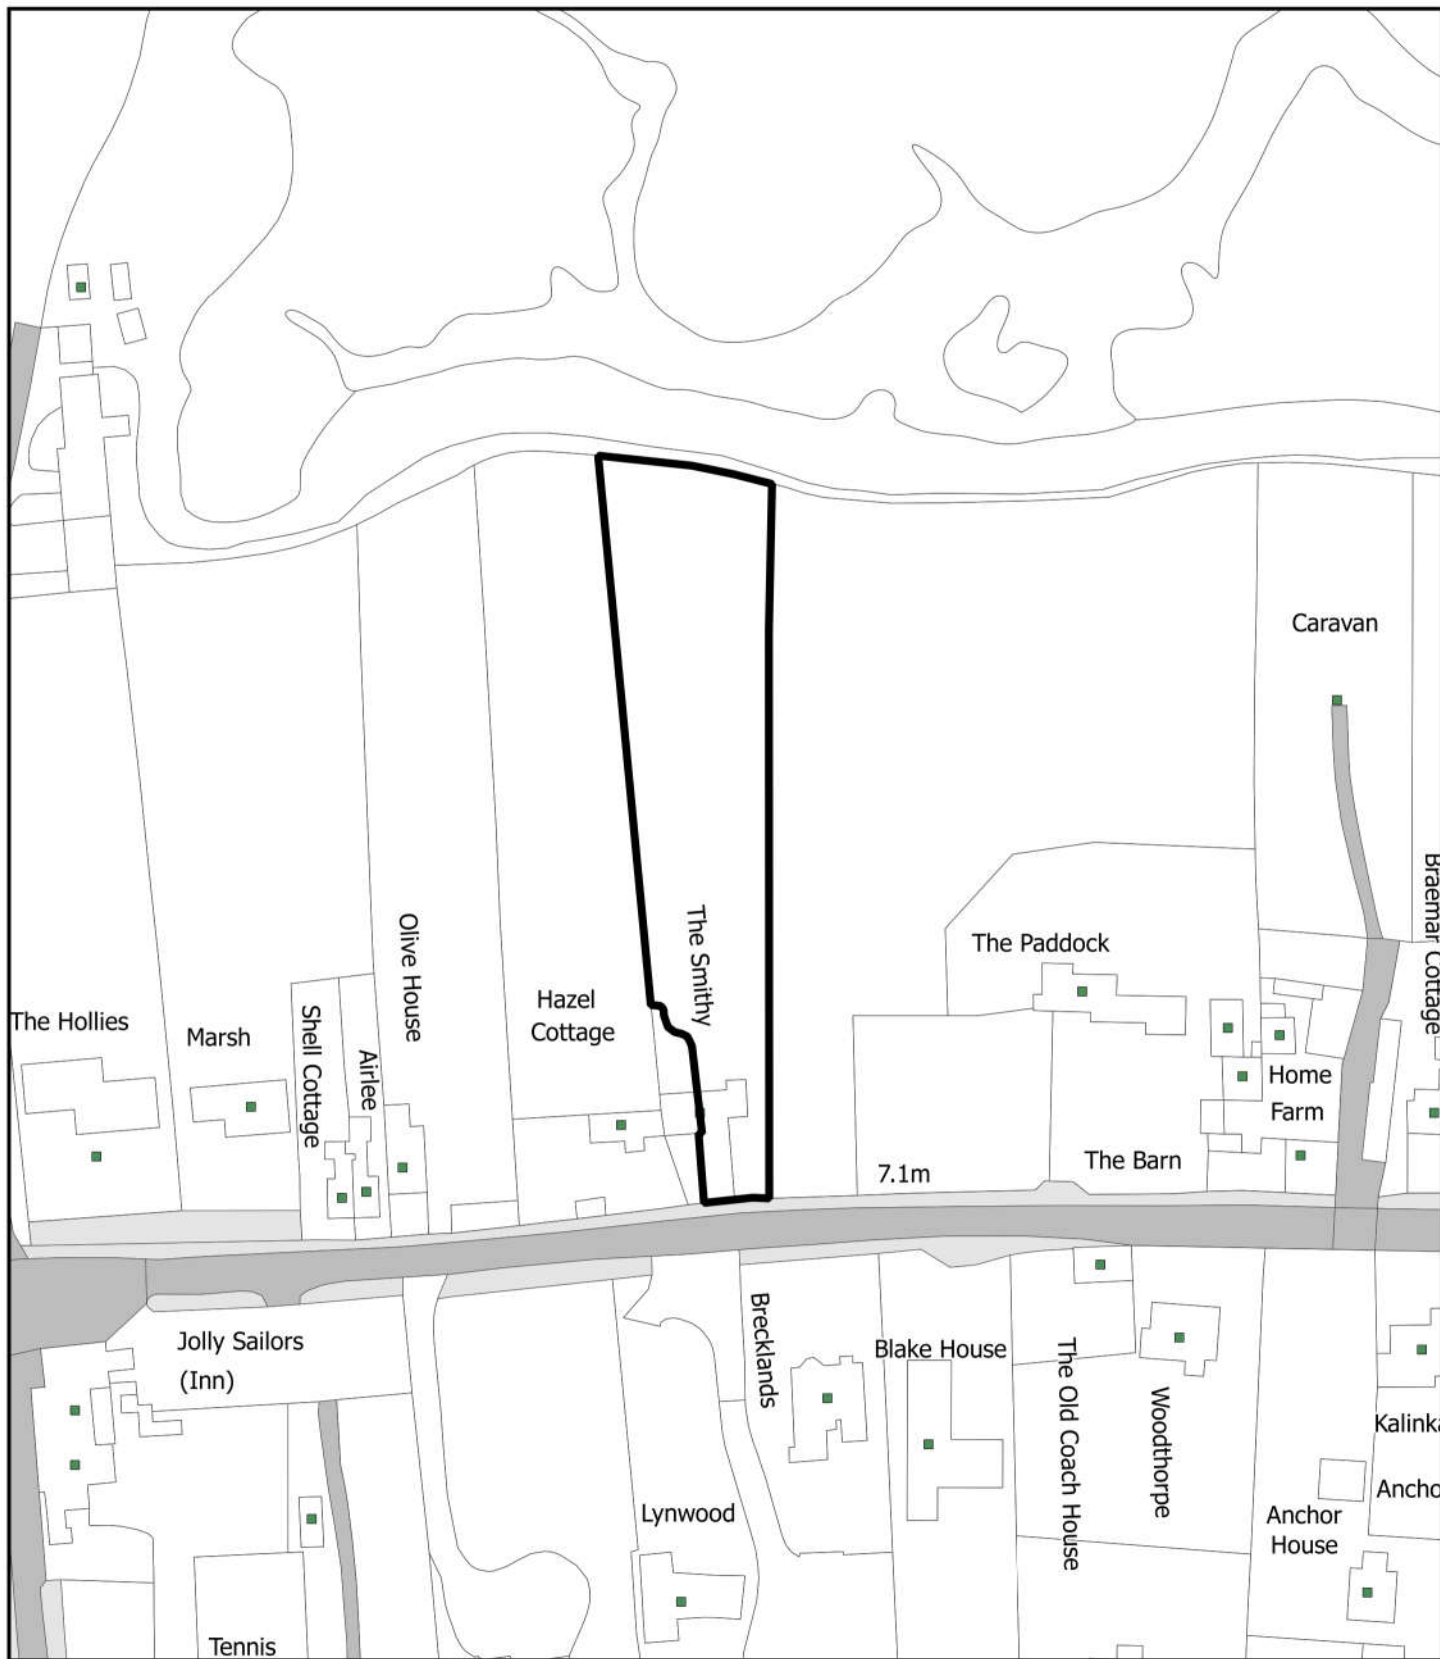 Caravan
Braemar Cottage
The Smithy
Olive House
The Paddock
Hazel
Cottage
The Hollies
Marsh
Shell Cottage
Airlee
Home
Farm
The Barn
7.1m
Jolly Sailors
(Inn)
Brecklands
Blake House
The Old Coach House
Woodthorpe
Kalinka
Ancho
Lynwood
Anchor
House
Tennis